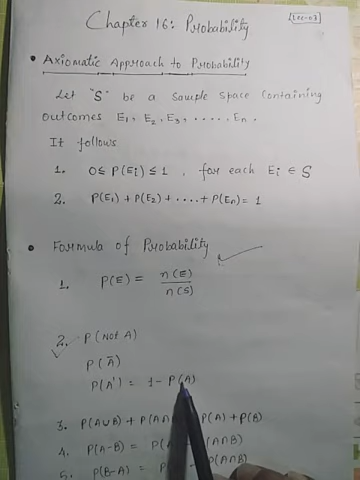 Chapter 16: Probability
[Lec-03]
• Axiomatic Approach to Probability
Let "S" be a sample space containing
outcomes E₁, E₂, E₃, ....., Eₙ.
It follows
1. 0 ≤ P(Eᵢ) ≤ 1 , for each Eᵢ ∈ S
2. P(E₁) + P(E₂) + .... + P(Eₙ) = 1
• Formula of Probability
1. P(E) = n(E) / n(S)
2. P(Not A)
P(Ā)
P(A') = 1 - P(A)
3. P(A∪B) + P(A∩ P(A) + P(B)
4. P(A-B) = P(A (A∩B)
5. P(B-A) = P(A∩B)